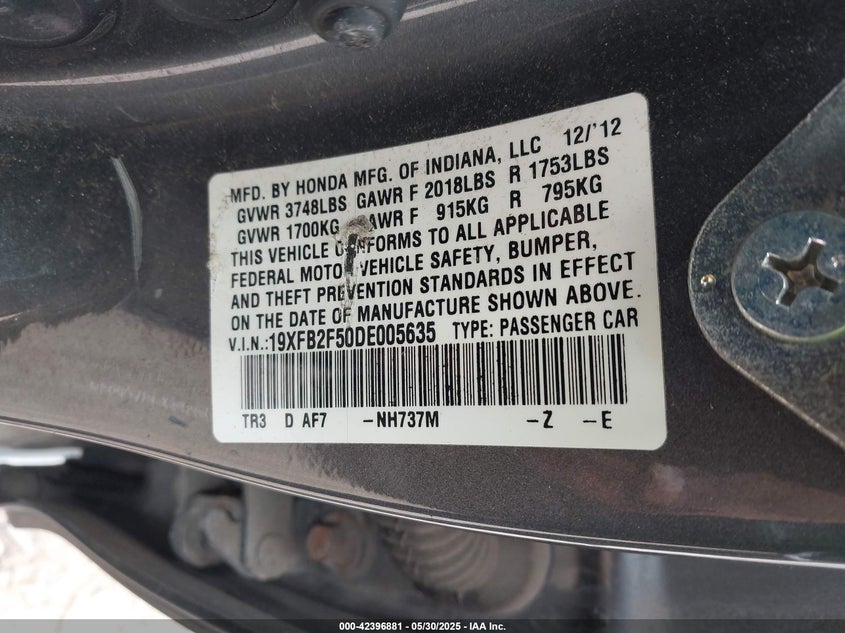 MFD. BY HONDA MFG. OF INDIANA, LLC 12/'12
GVWR 3748LBS GAWR F 2018LBS R 1753LBS
GVWR 1700KG GAWR F 915KG R 795KG
THIS VEHICLE CONFORMS TO ALL APPLICABLE
FEDERAL MOTOR VEHICLE SAFETY, BUMPER,
AND THEFT PREVENTION STANDARDS IN EFFECT
ON THE DATE OF MANUFACTURE SHOWN ABOVE.
V.I.N.:19XFB2F50DE005635 TYPE: PASSENGER CAR
TR3 D AF7 -NH737M -Z -E
000-42396881 - 05/30/2025 - IAA Inc.